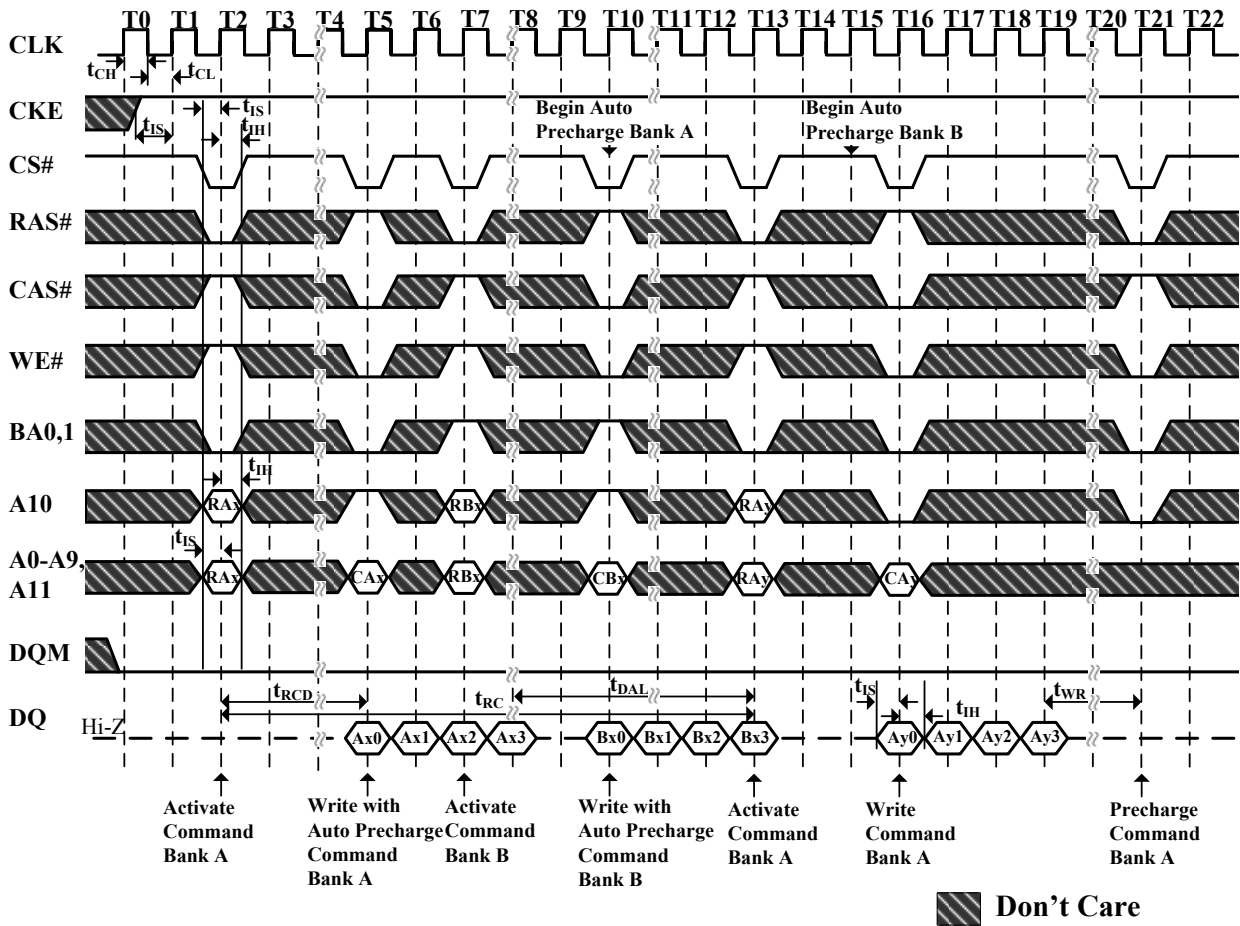 T0 T1 T2 T3 T4 T5 T6 T7 T8 T9 T10 T11 T12 T13 T14 T15 T16 T17 T18 T19 T20 T21 T22
CLK
tCH tCL
CKE
tIS
tIS
tIH
Begin Auto
Precharge Bank A
Begin Auto
Precharge Bank B
CS#
RAS#
CAS#
WE#
BA0,1
tIH
A10
RAx RBx RAy
tIS
A0-A9,
A11
RAx CAx RBx CBx RAy CAy
DQM
tRCD tRC tDAL tIS tIH tWR
DQ
Hi-Z
Ax0 Ax1 Ax2 Ax3 Bx0 Bx1 Bx2 Bx3 Ay0 Ay1 Ay2 Ay3
Activate
Command
Bank A
Write with
Auto Precharge
Command
Bank A
Activate
Command
Bank B
Write with
Auto Precharge
Command
Bank B
Activate
Command
Bank A
Write
Command
Bank A
Precharge
Command
Bank A
Don't Care